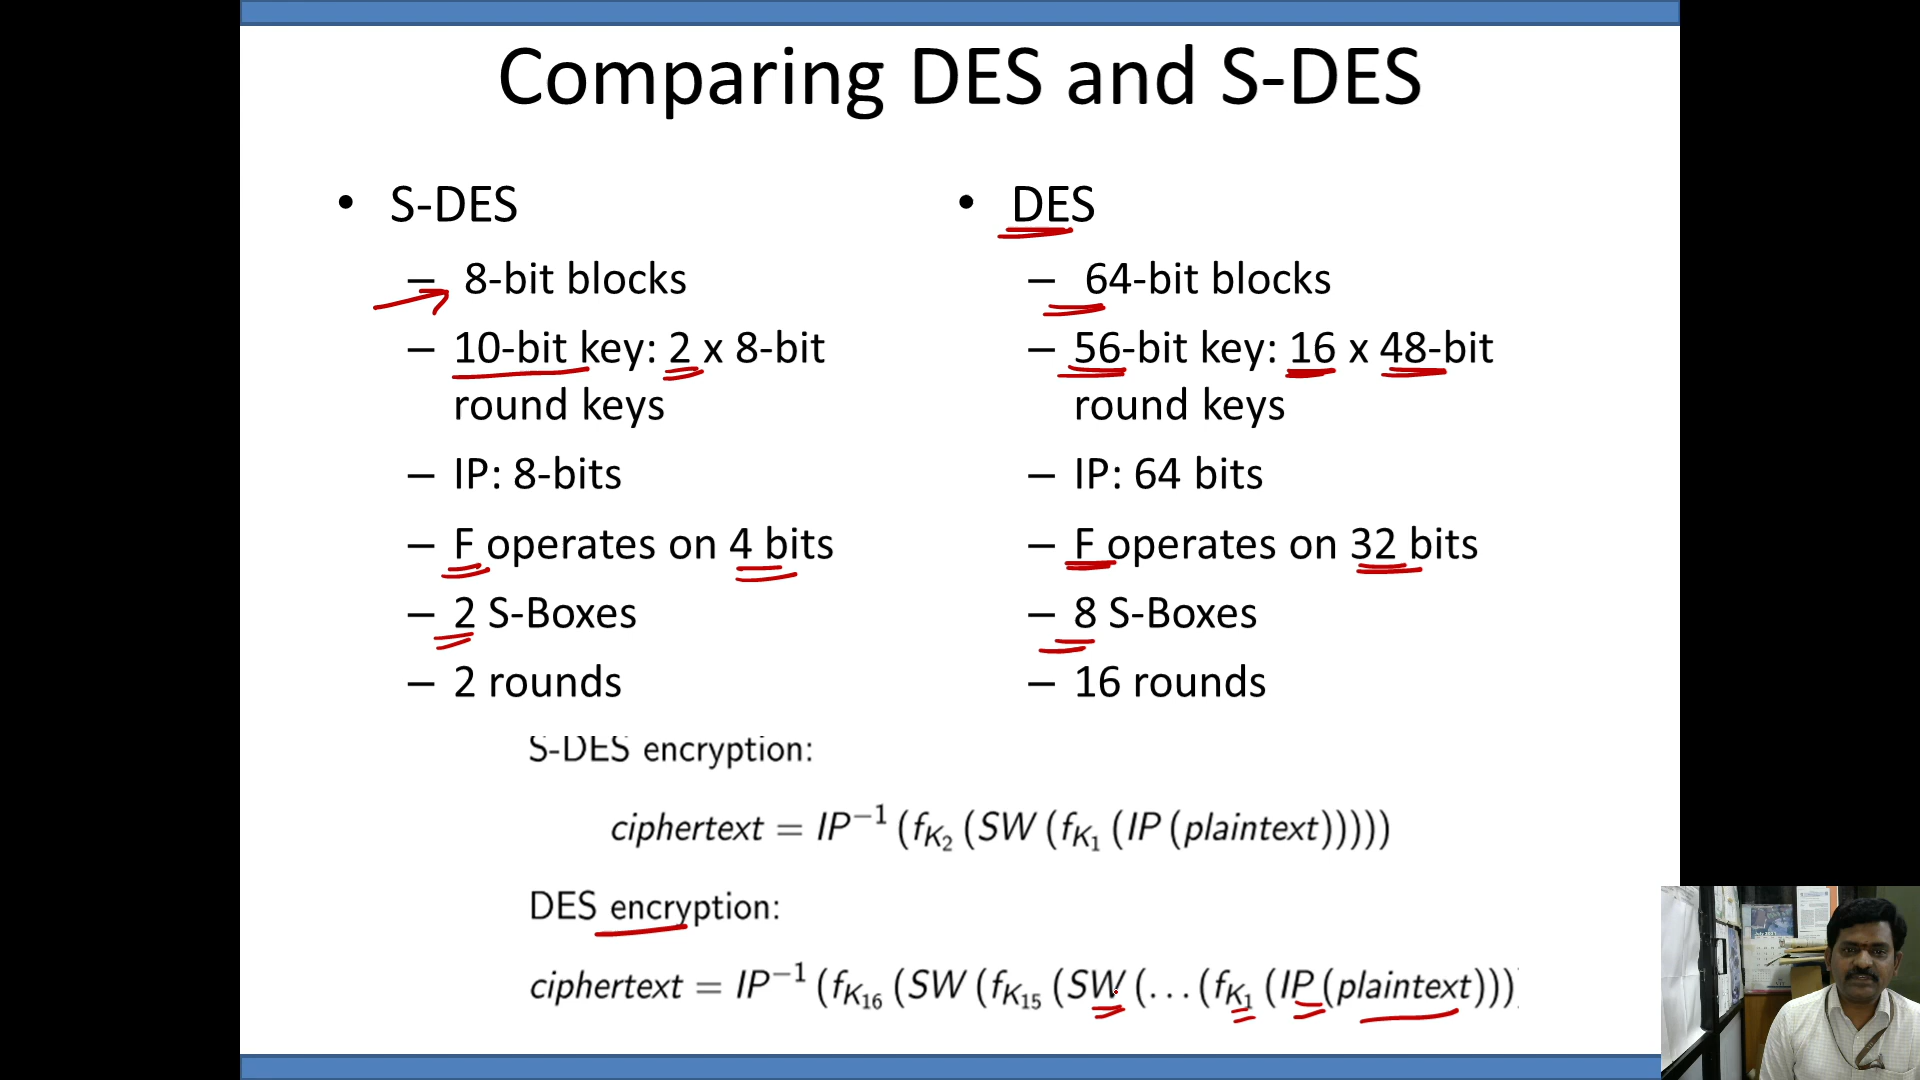 Comparing DES and S-DES
• S-DES
– 8-bit blocks
– 10-bit key: 2 x 8-bit
round keys
– IP: 8-bits
– F operates on 4 bits
– 2 S-Boxes
– 2 rounds
• DES
– 64-bit blocks
– 56-bit key: 16 x 48-bit
round keys
– IP: 64 bits
– F operates on 32 bits
– 8 S-Boxes
– 16 rounds
S-DES encryption:
ciphertext = IP⁻¹ (f_K₂ (SW (f_K₁ (IP (plaintext)))))
DES encryption:
ciphertext = IP⁻¹ (f_K₁₆ (SW (f_K₁₅ (SW (... (f_K₁ (IP (plaintext)))